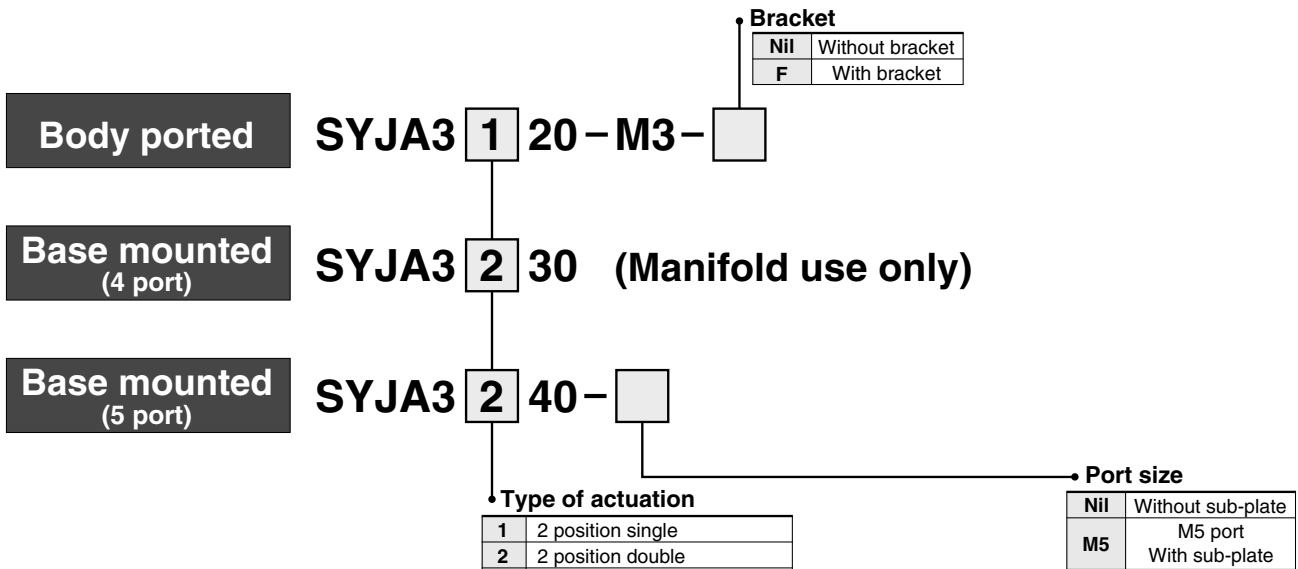 Bracket
Nil Without bracket
F With bracket
Body ported SYJA3 1 20–M3–
Base mounted
(4 port)
SYJA3 2 30 (Manifold use only)
Base mounted
(5 port)
SYJA3 2 40–
Type of actuation
1 2 position single
2 2 position double
Port size
Nil Without sub-plate
M5 M5 port
With sub-plate